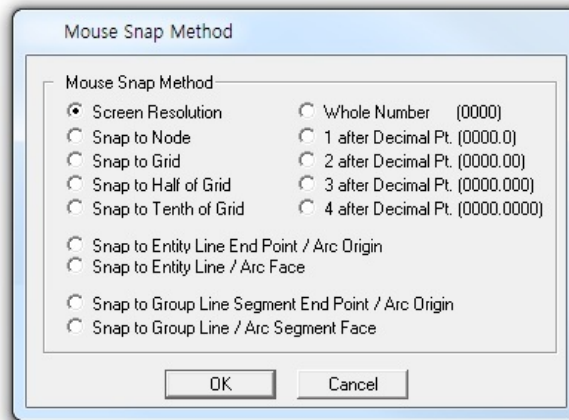 Mouse Snap Method
Mouse Snap Method
Screen Resolution
Snap to Node
Snap to Grid
Snap to Half of Grid
Snap to Tenth of Grid
Whole Number (0000)
1 after Decimal Pt. (0000.0)
2 after Decimal Pt. (0000.00)
3 after Decimal Pt. (0000.000)
4 after Decimal Pt. (0000.0000)
Snap to Entity Line End Point / Arc Origin
Snap to Entity Line / Arc Face
Snap to Group Line Segment End Point / Arc Origin
Snap to Group Line / Arc Segment Face
OK
Cancel